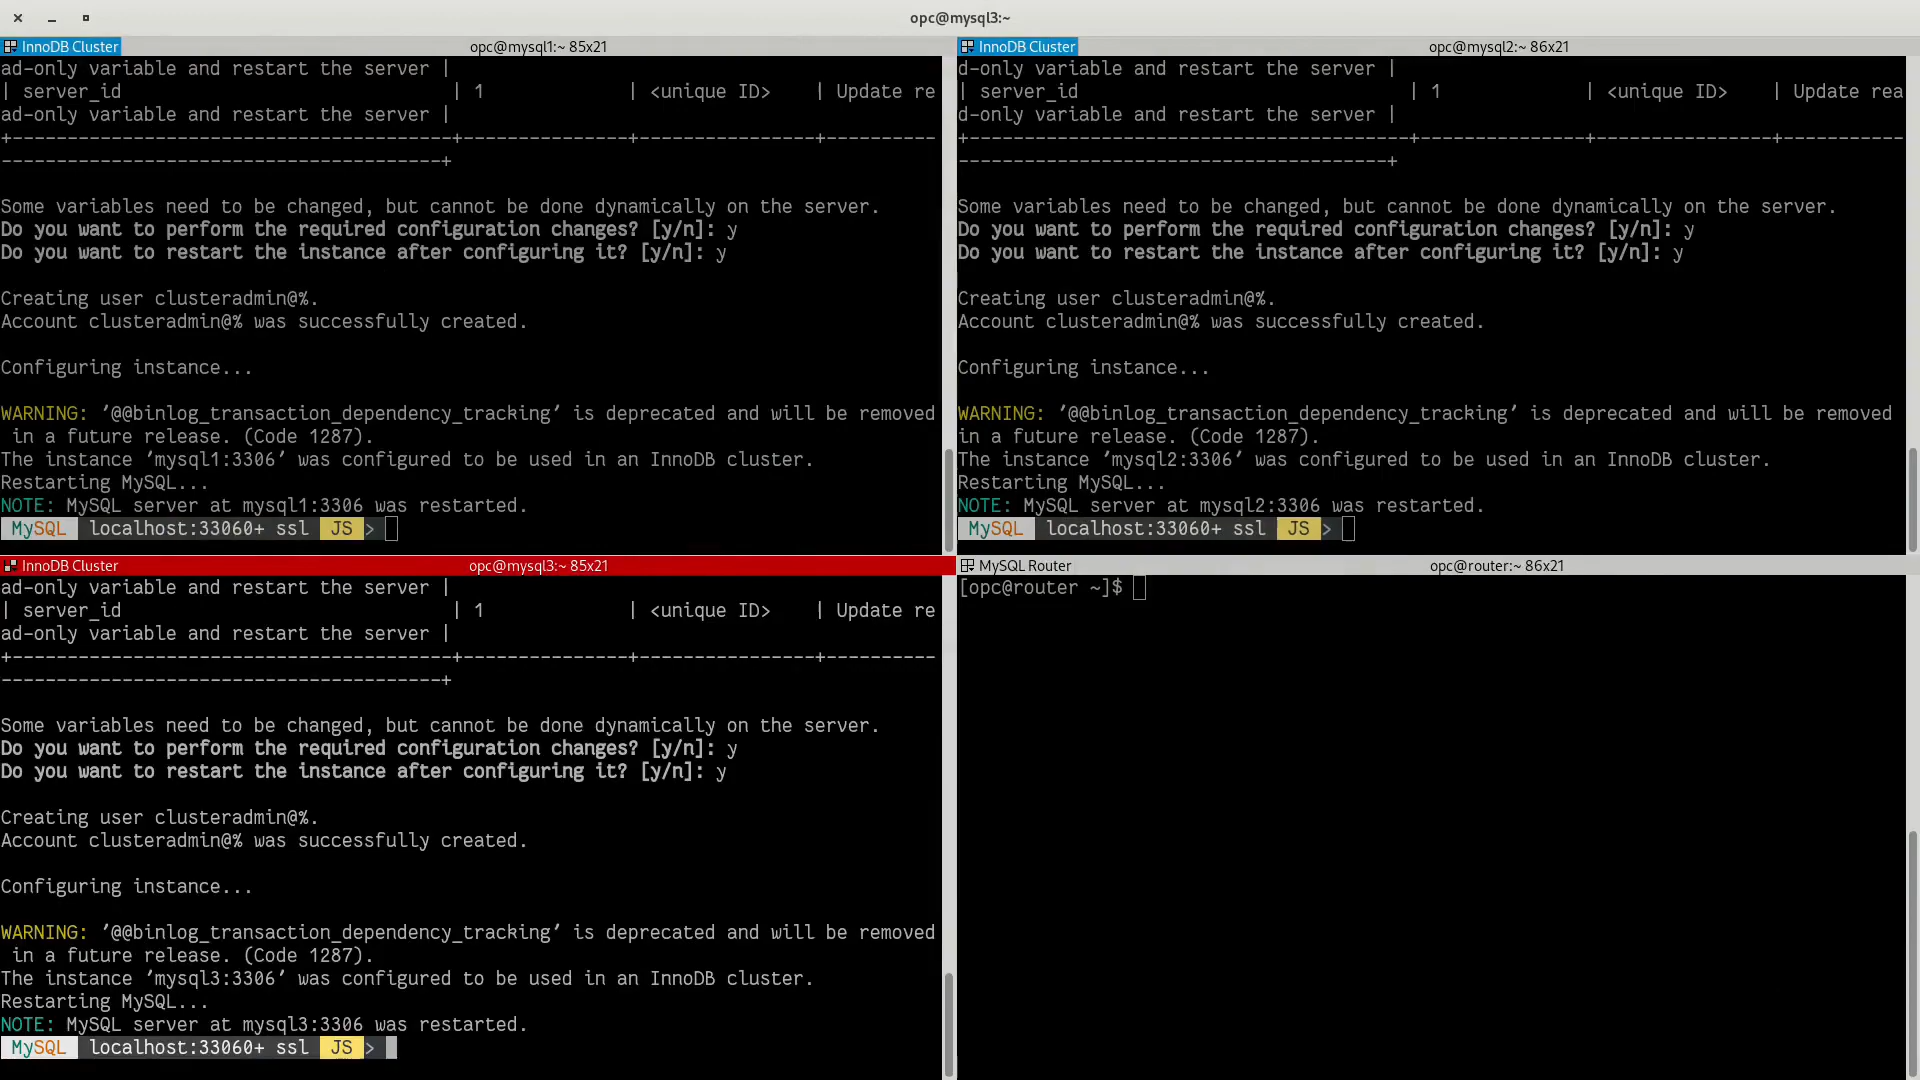 opc@mysql3:~
InnoDB Cluster opc@mysql1:~ 85x21
ad-only variable and restart the server |
| server_id | 1 | <unique ID> | Update re
ad-only variable and restart the server |
+-----------------------------------------+---------------+----------------+-----------
----------------------------------------+
Some variables need to be changed, but cannot be done dynamically on the server.
Do you want to perform the required configuration changes? [y/n]: y
Do you want to restart the instance after configuring it? [y/n]: y
Creating user clusteradmin@%.
Account clusteradmin@% was successfully created.
Configuring instance...
WARNING: '@@binlog_transaction_dependency_tracking' is deprecated and will be removed
in a future release. (Code 1287).
The instance 'mysql1:3306' was configured to be used in an InnoDB cluster.
Restarting MySQL...
NOTE: MySQL server at mysql1:3306 was restarted.
MySQL localhost:33060+ ssl JS >
InnoDB Cluster opc@mysql2:~ 86x21
d-only variable and restart the server |
| server_id | 1 | <unique ID> | Update rea
d-only variable and restart the server |
+-----------------------------------------+---------------+----------------+------------
---------------------------------------+
Some variables need to be changed, but cannot be done dynamically on the server.
Do you want to perform the required configuration changes? [y/n]: y
Do you want to restart the instance after configuring it? [y/n]: y
Creating user clusteradmin@%.
Account clusteradmin@% was successfully created.
Configuring instance...
WARNING: '@@binlog_transaction_dependency_tracking' is deprecated and will be removed
in a future release. (Code 1287).
The instance 'mysql2:3306' was configured to be used in an InnoDB cluster.
Restarting MySQL...
NOTE: MySQL server at mysql2:3306 was restarted.
MySQL localhost:33060+ ssl JS >
InnoDB Cluster opc@mysql3:~ 85x21
ad-only variable and restart the server |
| server_id | 1 | <unique ID> | Update re
ad-only variable and restart the server |
+-----------------------------------------+---------------+----------------+-----------
----------------------------------------+
Some variables need to be changed, but cannot be done dynamically on the server.
Do you want to perform the required configuration changes? [y/n]: y
Do you want to restart the instance after configuring it? [y/n]: y
Creating user clusteradmin@%.
Account clusteradmin@% was successfully created.
Configuring instance...
WARNING: '@@binlog_transaction_dependency_tracking' is deprecated and will be removed
in a future release. (Code 1287).
The instance 'mysql3:3306' was configured to be used in an InnoDB cluster.
Restarting MySQL...
NOTE: MySQL server at mysql3:3306 was restarted.
MySQL localhost:33060+ ssl JS >
MySQL Router opc@router:~ 86x21
[opc@router ~]$